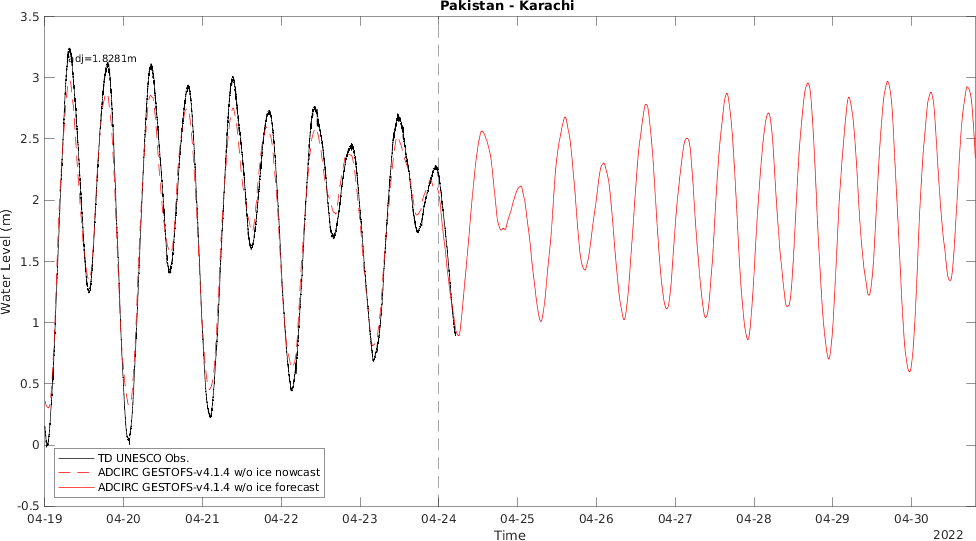 Pakistan - Karachi
adj=1.8281m
3.5
3
2.5
2
1.5
1
0.5
0
-0.5
Water Level (m)
TD UNESCO Obs.
ADCIRC GESTOFS-v4.1.4 w/o ice nowcast
ADCIRC GESTOFS-v4.1.4 w/o ice forecast
04-19 04-20 04-21 04-22 04-23 04-24 04-25 04-26 04-27 04-28 04-29 04-30
Time
2022